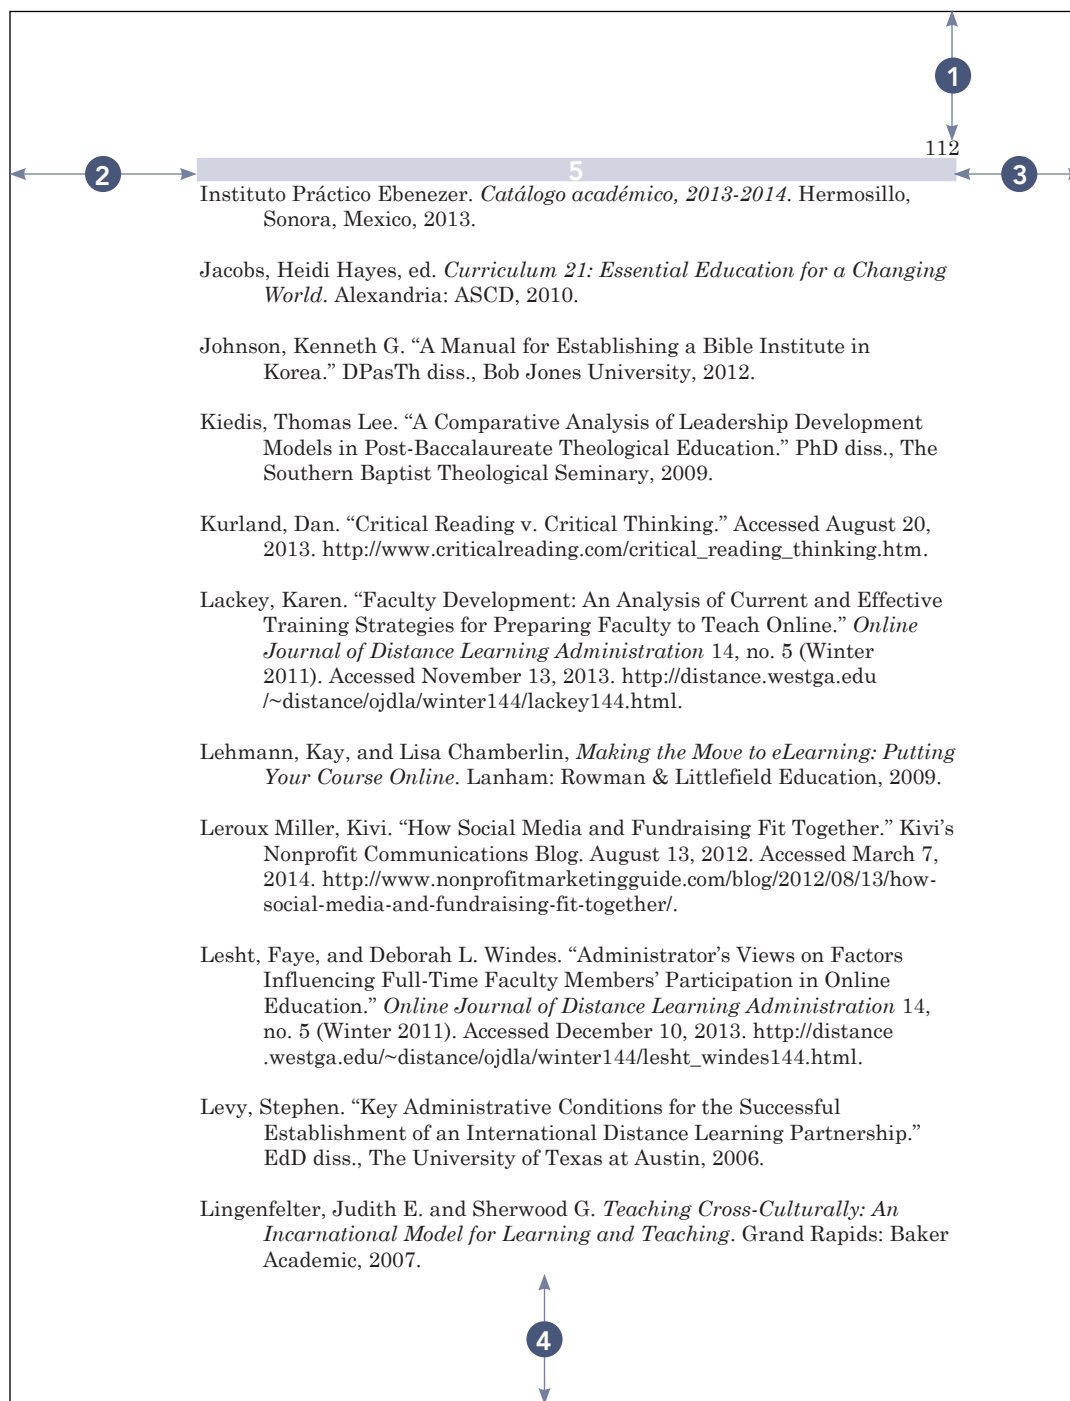 1
112
2
5
3
Instituto Práctico Ebenezer. Catálogo académico, 2013-2014. Hermosillo,
Sonora, Mexico, 2013.
Jacobs, Heidi Hayes, ed. Curriculum 21: Essential Education for a Changing
World. Alexandria: ASCD, 2010.
Johnson, Kenneth G. “A Manual for Establishing a Bible Institute in
Korea.” DPasTh diss., Bob Jones University, 2012.
Kiedis, Thomas Lee. “A Comparative Analysis of Leadership Development
Models in Post-Baccalaureate Theological Education.” PhD diss., The
Southern Baptist Theological Seminary, 2009.
Kurland, Dan. “Critical Reading v. Critical Thinking.” Accessed August 20,
2013. http://www.criticalreading.com/critical_reading_thinking.htm.
Lackey, Karen. “Faculty Development: An Analysis of Current and Effective
Training Strategies for Preparing Faculty to Teach Online.” Online
Journal of Distance Learning Administration 14, no. 5 (Winter
2011). Accessed November 13, 2013. http://distance.westga.edu
/~distance/ojdla/winter144/lackey144.html.
Lehmann, Kay, and Lisa Chamberlin, Making the Move to eLearning: Putting
Your Course Online. Lanham: Rowman & Littlefield Education, 2009.
Leroux Miller, Kivi. “How Social Media and Fundraising Fit Together.” Kivi’s
Nonprofit Communications Blog. August 13, 2012. Accessed March 7,
2014. http://www.nonprofitmarketingguide.com/blog/2012/08/13/how-
social-media-and-fundraising-fit-together/.
Lesht, Faye, and Deborah L. Windes. “Administrator’s Views on Factors
Influencing Full-Time Faculty Members’ Participation in Online
Education.” Online Journal of Distance Learning Administration 14,
no. 5 (Winter 2011). Accessed December 10, 2013. http://distance
.westga.edu/~distance/ojdla/winter144/lesht_windes144.html.
Levy, Stephen. “Key Administrative Conditions for the Successful
Establishment of an International Distance Learning Partnership.”
EdD diss., The University of Texas at Austin, 2006.
Lingenfelter, Judith E. and Sherwood G. Teaching Cross-Culturally: An
Incarnational Model for Learning and Teaching. Grand Rapids: Baker
Academic, 2007.
4